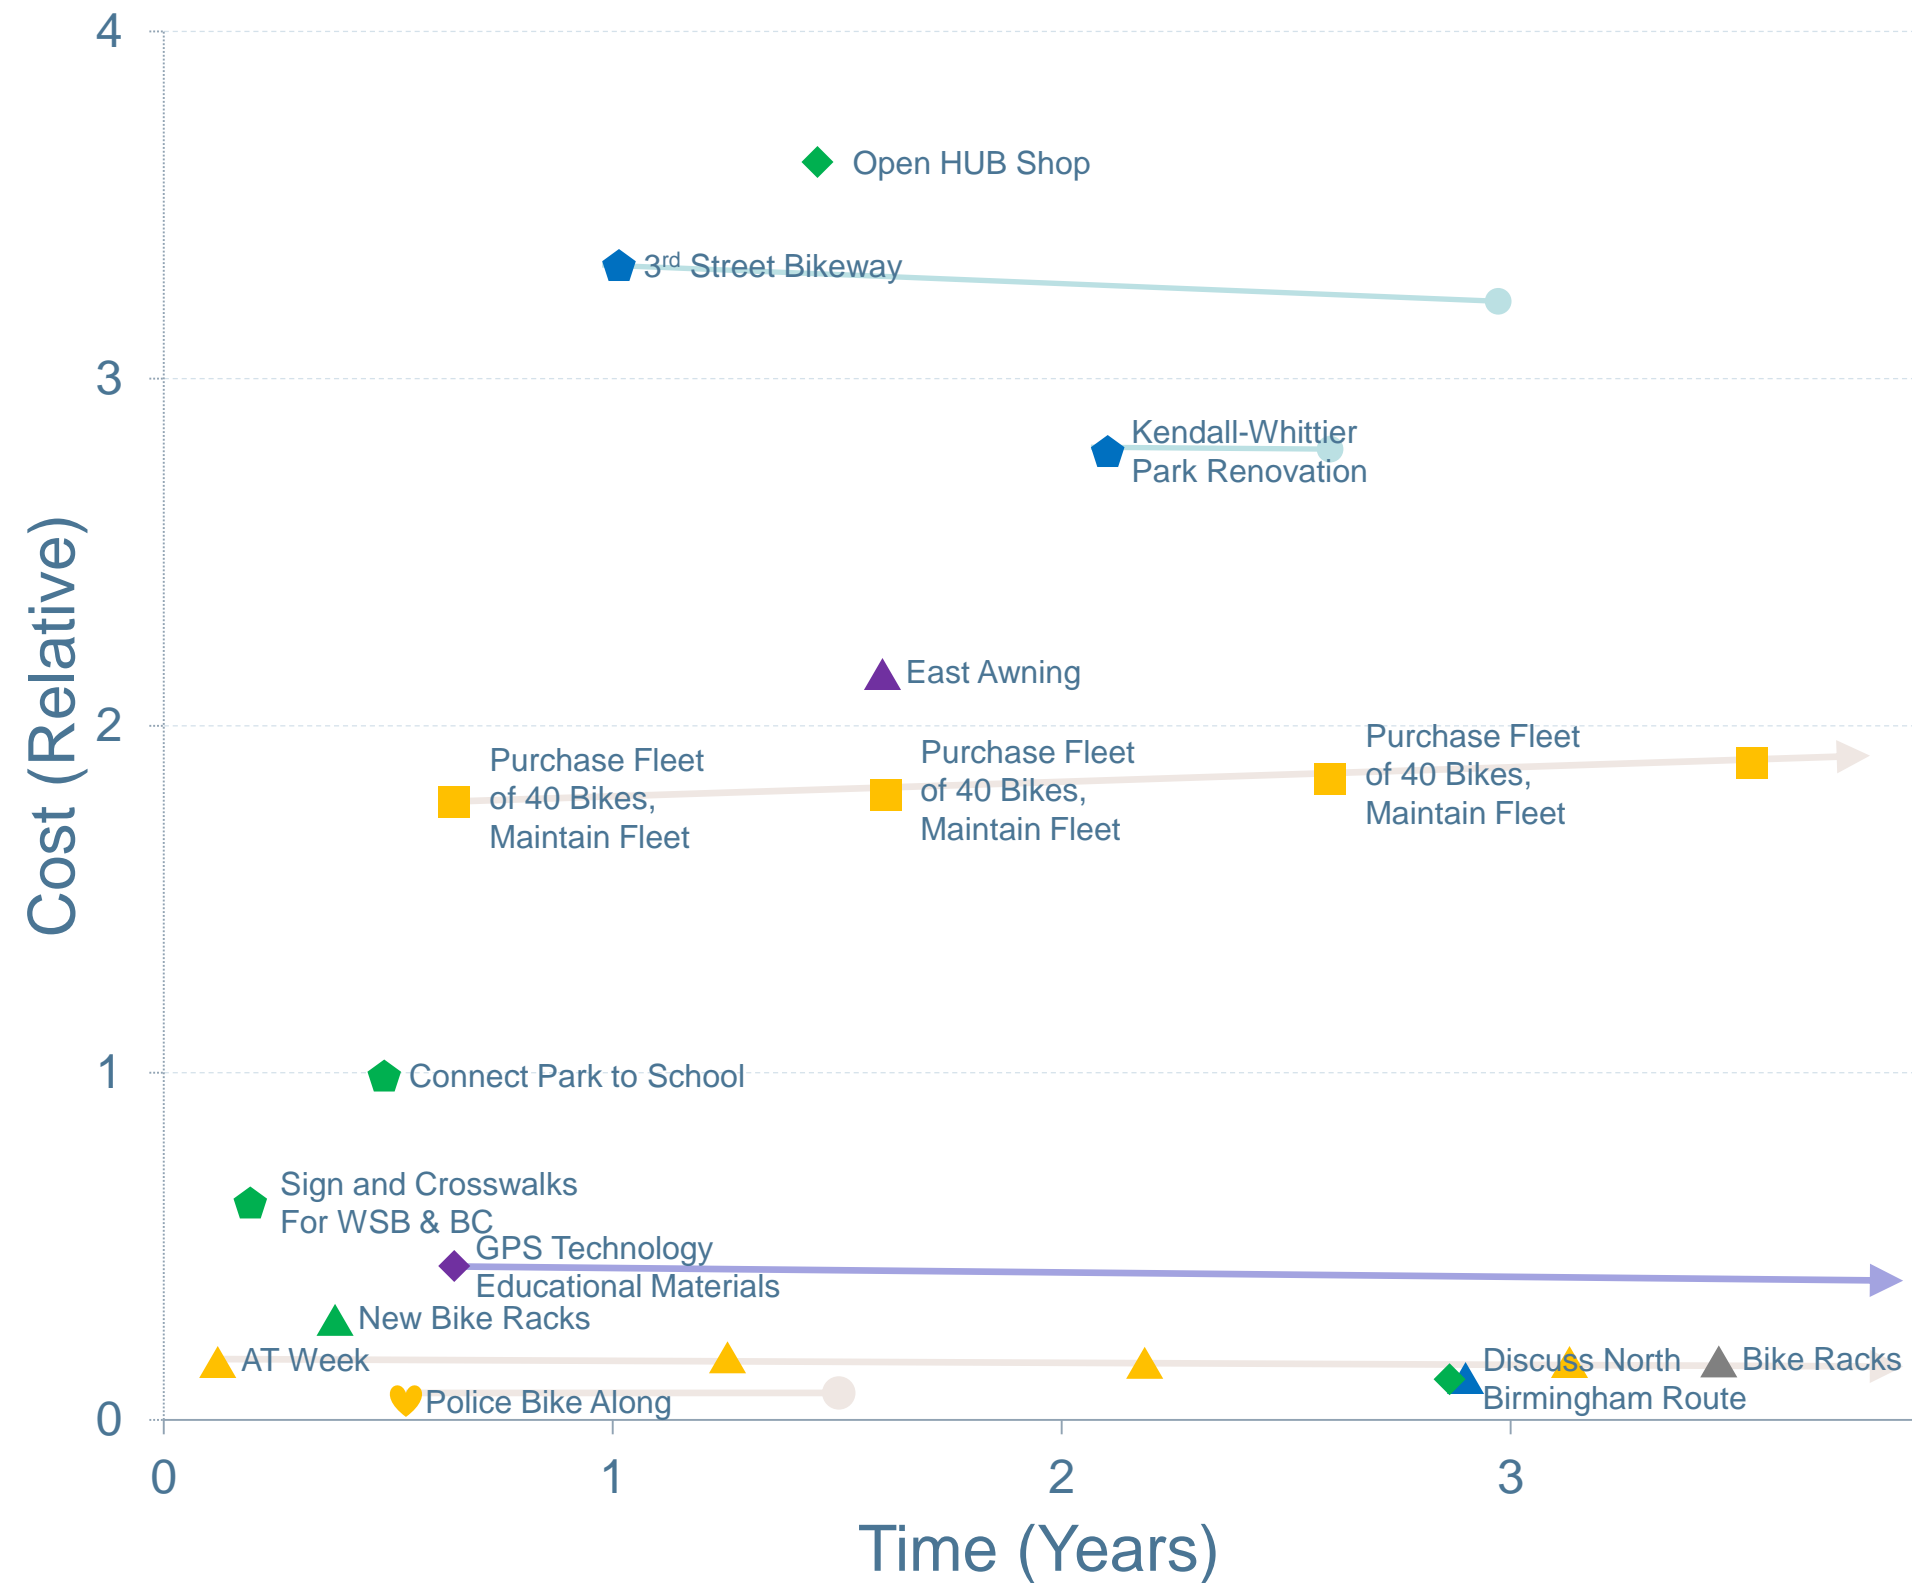 4
Open HUB Shop
3rd Street Bikeway
3
Kendall-Whittier
Park Renovation
East Awning
2
Purchase Fleet
of 40 Bikes,
Maintain Fleet
Purchase Fleet
of 40 Bikes,
Maintain Fleet
Purchase Fleet
of 40 Bikes,
Maintain Fleet
Cost (Relative)
1
Connect Park to School
Sign and Crosswalks
For WSB & BC
GPS Technology
Educational Materials
New Bike Racks
AT Week
Discuss North
Birmingham Route
Bike Racks
Police Bike Along
0
0 1 2 3
Time (Years)